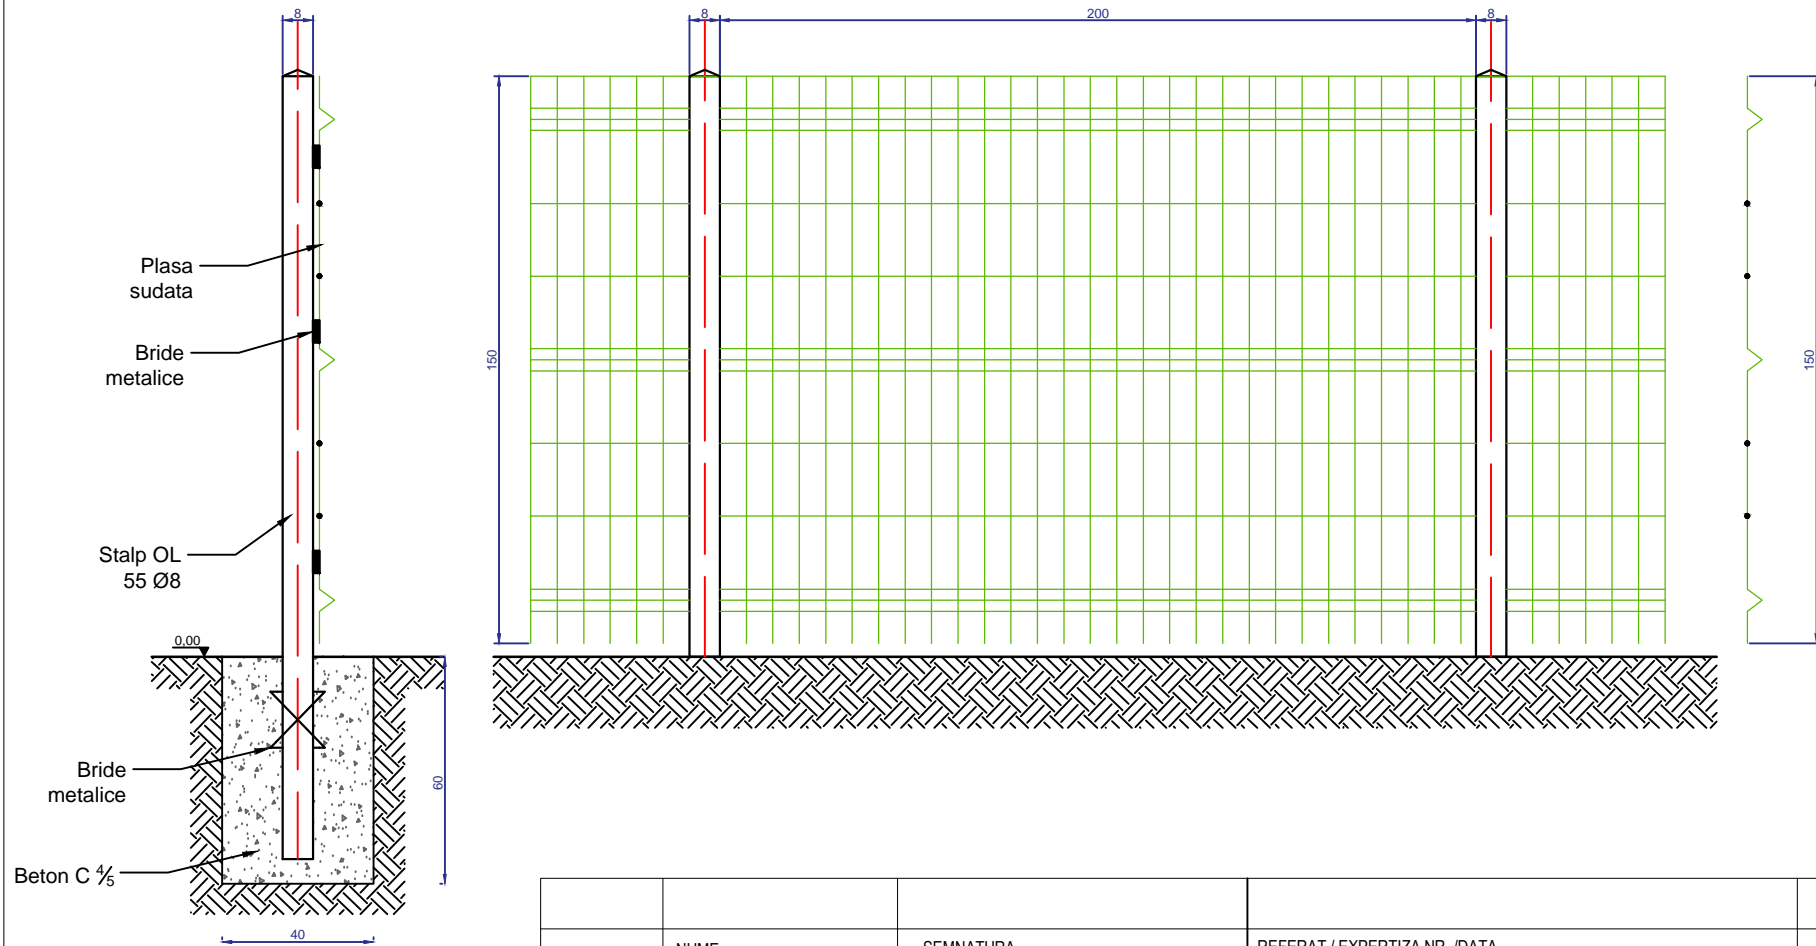 8
8
200
8
150
150
Plasa
sudata
Bride
metalice
Stalp OL
55 Ø8
0,00
Bride
metalice
60
Beton C 4/5
40
NUME
SEMNATURA
REFERAT / EXPERTIZA NR. /DATA